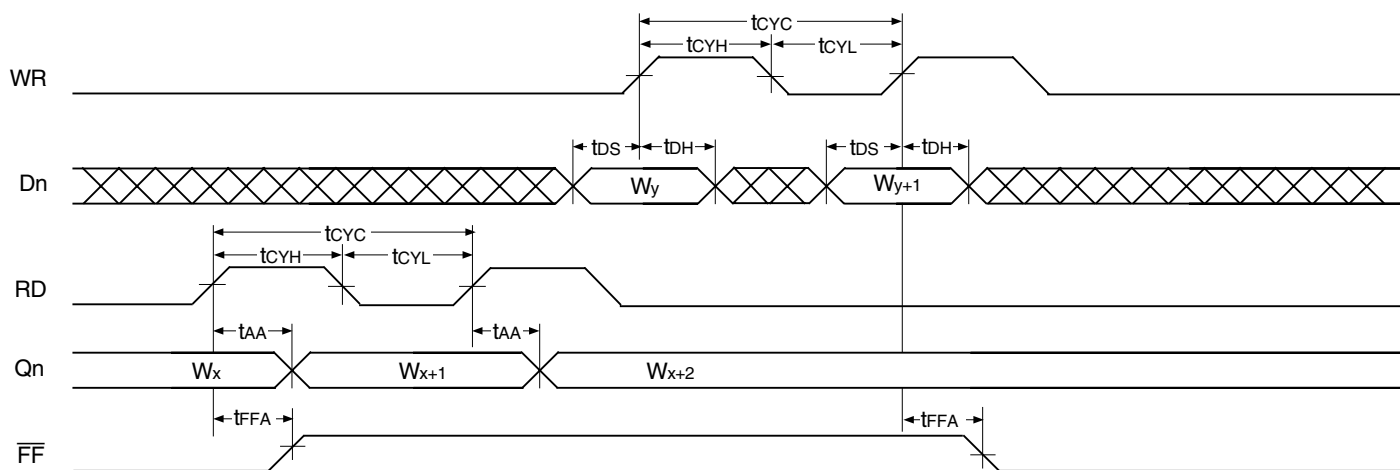 tCYC
tCYH tCYL
WR
tDS tDH tDS tDH
Dn Wy Wy+1
tCYC
tCYH tCYL
RD
tAA tAA
Qn Wx Wx+1 Wx+2
tFFA tFFA
F̅F̅